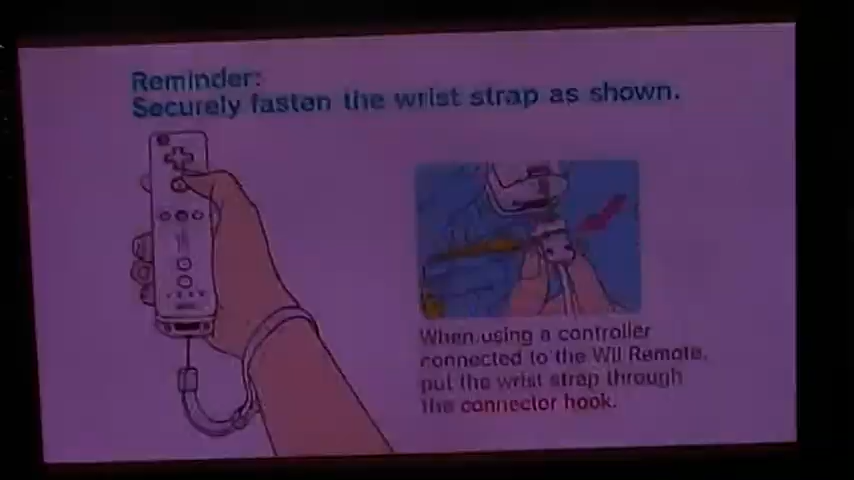 Reminder:
Securely fasten the wrist strap as shown.
When using a controller
connected to the Wii Remote,
put the wrist strap through
the connector hook.